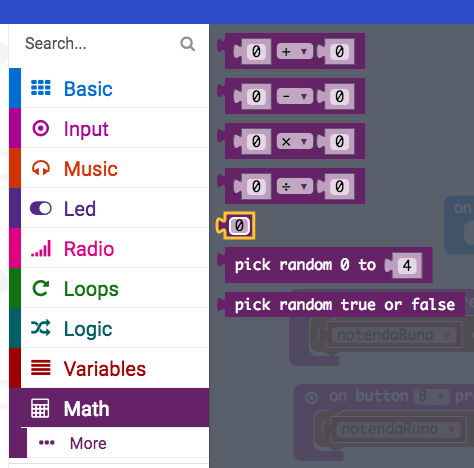 Search...
Basic
Input
Music
Led
Radio
Loops
Logic
Variables
Math
More
0 + 0
0 - 0
0 × 0
0 ÷ 0
0
pick random 0 to 4
pick random true or false
on
notendaRuna
on button B pr
notendaRuna